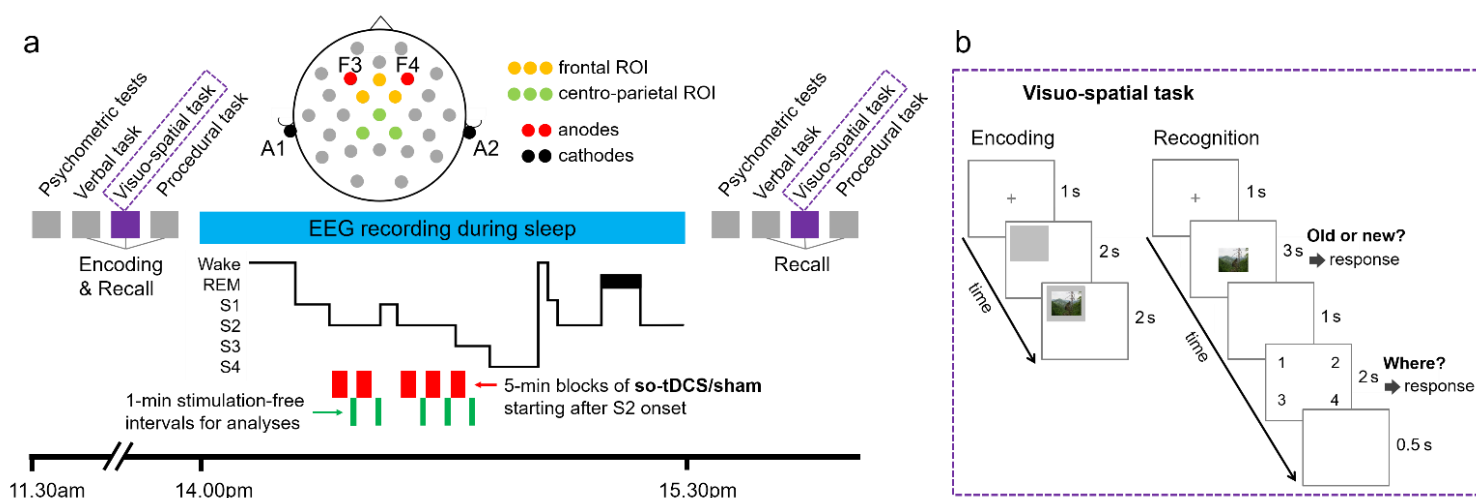 a
Psychometric tests
Verbal task
Visuo-spatial task
Procedural task
Encoding
& Recall
F3
F4
A1
A2
frontal ROI
centro-parietal ROI
anodes
cathodes
Psychometric tests
Verbal task
Visuo-spatial task
Procedural task
Recall
EEG recording during sleep
Wake
REM
S1
S2
S3
S4
5-min blocks of so-tDCS/sham
starting after S2 onset
1-min stimulation-free
intervals for analyses
11.30am
14.00pm
15.30pm
b
Visuo-spatial task
Encoding
1 s
2 s
2 s
time
Recognition
1 s
3 s
Old or new?
response
1 s
1 2
3 4
2 s
Where?
response
0.5 s
time